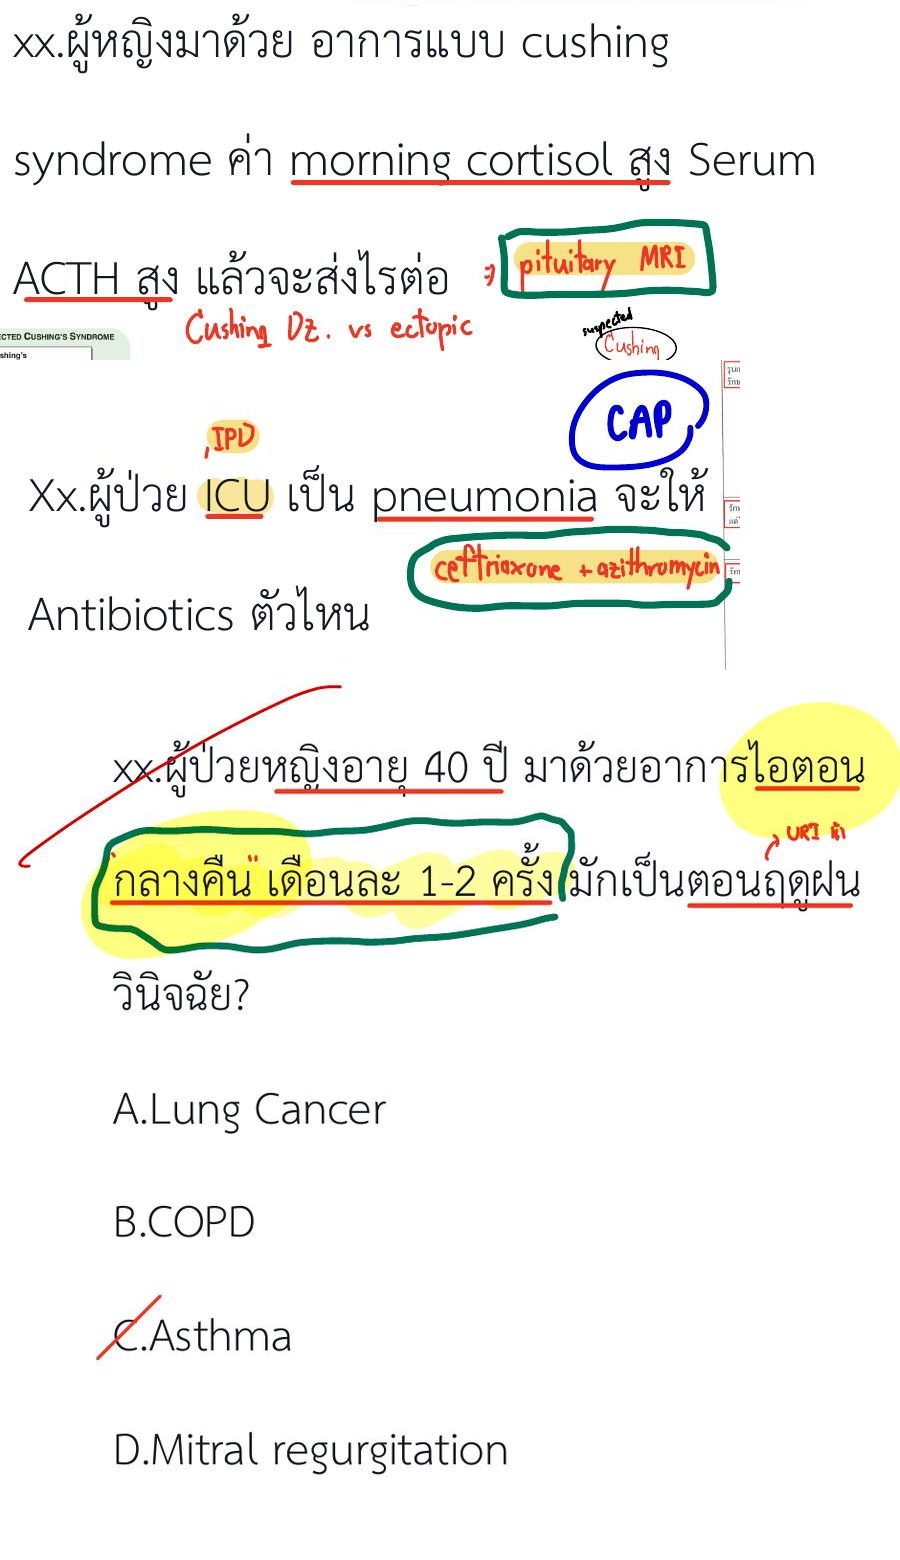 xx.ผู้หญิงมาด้วย อาการแบบ cushing
syndrome ค่า morning cortisol สูง Serum
ACTH สูง แล้วจะส่งไรต่อ → pituitary MRI
Cushing Dz. vs ectopic
suspected
Cushing
ECTED CUSHING'S SYNDROME
shing's
CAP
, IPD
Xx.ผู้ป่วย ICU เป็น pneumonia จะให้
ceftriaxone + azithromycin
Antibiotics ตัวไหน
xx.ผู้ป่วยหญิงอายุ 40 ปี มาด้วยอาการไอตอน
URI
"กลางคืน" เดือนละ 1-2 ครั้ง มักเป็นตอนฤดูฝน
วินิจฉัย?
A.Lung Cancer
B.COPD
C.Asthma
D.Mitral regurgitation